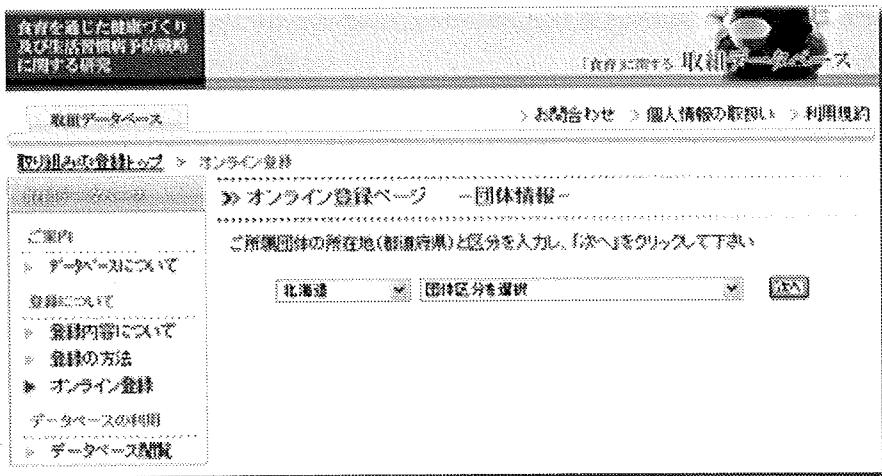 食育を通じた健康づくり
及び生活習慣病予防戦略
に関する研究
「食育」に関する 取組データベース
取組データベース
> お問合わせ > 個人情報の取扱い > 利用規約
取り組みの登録トップ > オンライン登録
>> オンライン登録ページ －団体情報－
ご所属団体の所在地(都道府県)と区分を入力し、「次へ」をクリックして下さい
北海道 団体区分を選択 次へ
ご案内
データベースについて
登録について
登録内容について
登録の方法
オンライン登録
データベースの利用
データベース閲覧